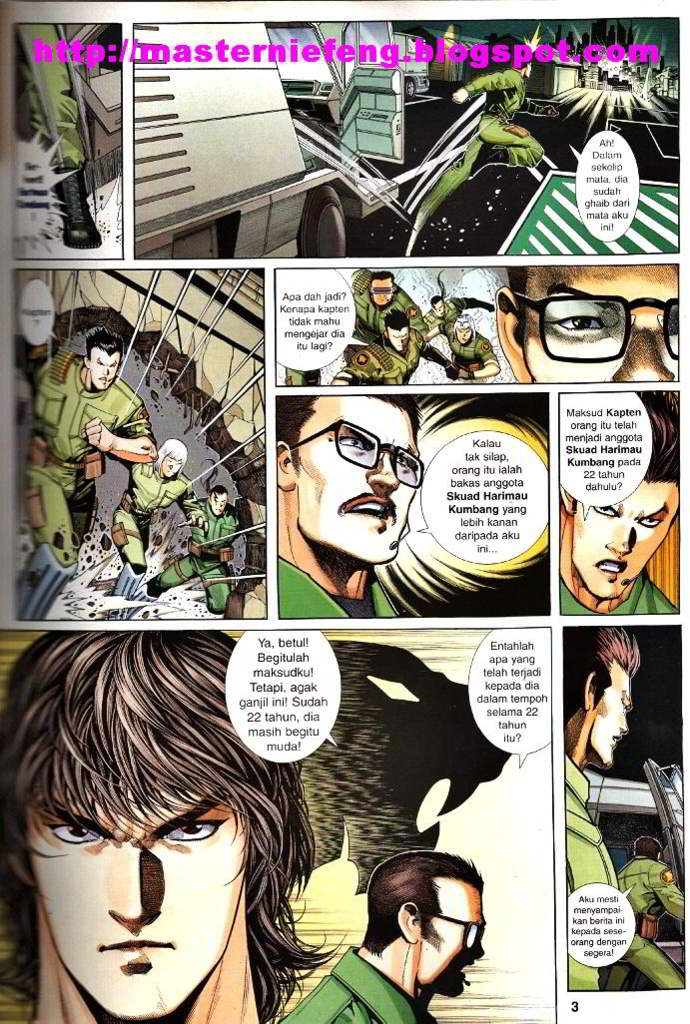 http://masterniefeng.blogspot.com
Ah!
Dalam
sekelip
mata, dia
sudah
ghaib dari
mata aku
ini!
Kapten
Apa dah jadi?
Kenapa kapten
tidak mahu
mengejar dia
itu lagi?
Kalau
tak silap,
orang itu ialah
bekas anggota
Skuad Harimau
Kumbang yang
lebih kanan
daripada aku
ini...
Maksud Kapten
orang itu telah
menjadi anggota
Skuad Harimau
Kumbang pada
22 tahun
dahulu?
Ya, betul!
Begitulah
maksudku!
Tetapi, agak
ganjil ini! Sudah
22 tahun, dia
masih begitu
muda!
Entahlah
apa yang
telah terjadi
kepada dia
dalam tempoh
selama 22
tahun
itu?
Aku mesti
menyampai-
kan berita ini
kepada sese-
orang dengan
segera!
3